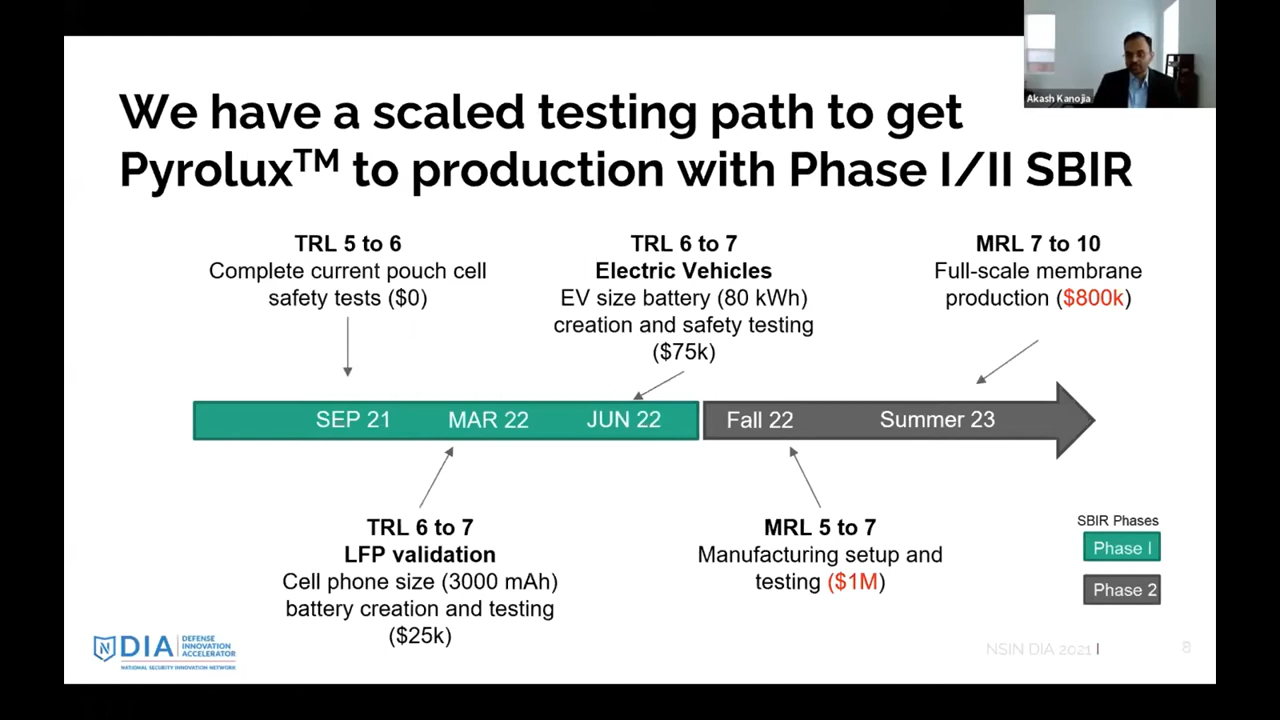 Akash Kanojia
We have a scaled testing path to get
Pyrolux™ to production with Phase I/II SBIR
TRL 5 to 6
Complete current pouch cell
safety tests ($0)
TRL 6 to 7
Electric Vehicles
EV size battery (80 kWh)
creation and safety testing
($75k)
MRL 7 to 10
Full-scale membrane
production ($800k)
SEP 21
MAR 22
JUN 22
Fall 22
Summer 23
TRL 6 to 7
LFP validation
Cell phone size (3000 mAh)
battery creation and testing
($25k)
MRL 5 to 7
Manufacturing setup and
testing ($1M)
SBIR Phases
Phase I
Phase 2
N DIA DEFENSE
INNOVATION
ACCELERATOR
NATIONAL SECURITY INNOVATION NETWORK
NSIN DIA 2021 |
8